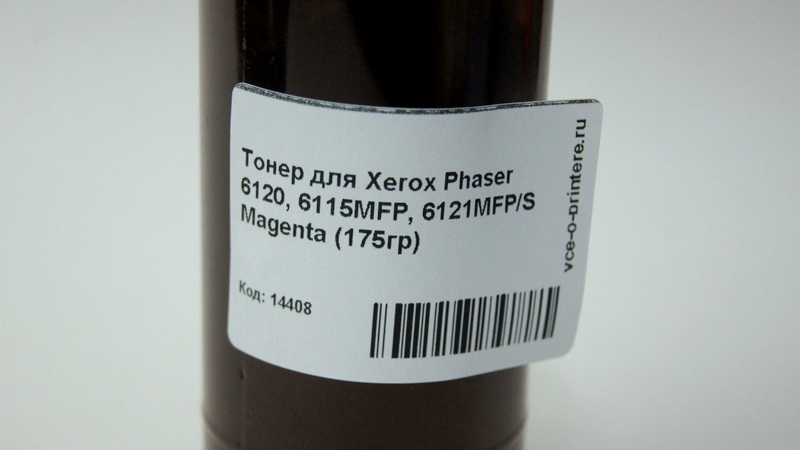 Тонер для Xerox Phaser
6120, 6115MFP, 6121MFP/S
Magenta (175гр)
Код: 14408
vce-o-printere.ru